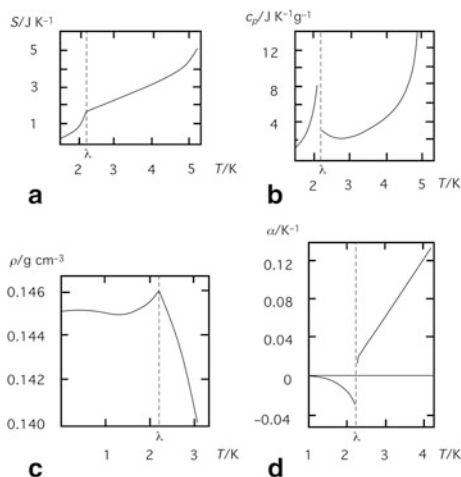 S/J K⁻¹
5
3
1
2 3 4 5 T/K
λ
a
cₚ/J K⁻¹g⁻¹
12
8
4
2 3 4 5 T/K
λ
b
ρ/g cm⁻³
0.146
0.144
0.142
0.140
λ
1 2 3 T/K
c
α/K⁻¹
0.12
0.08
0.04
0
−0.04
λ
1 2 3 4 T/K
d